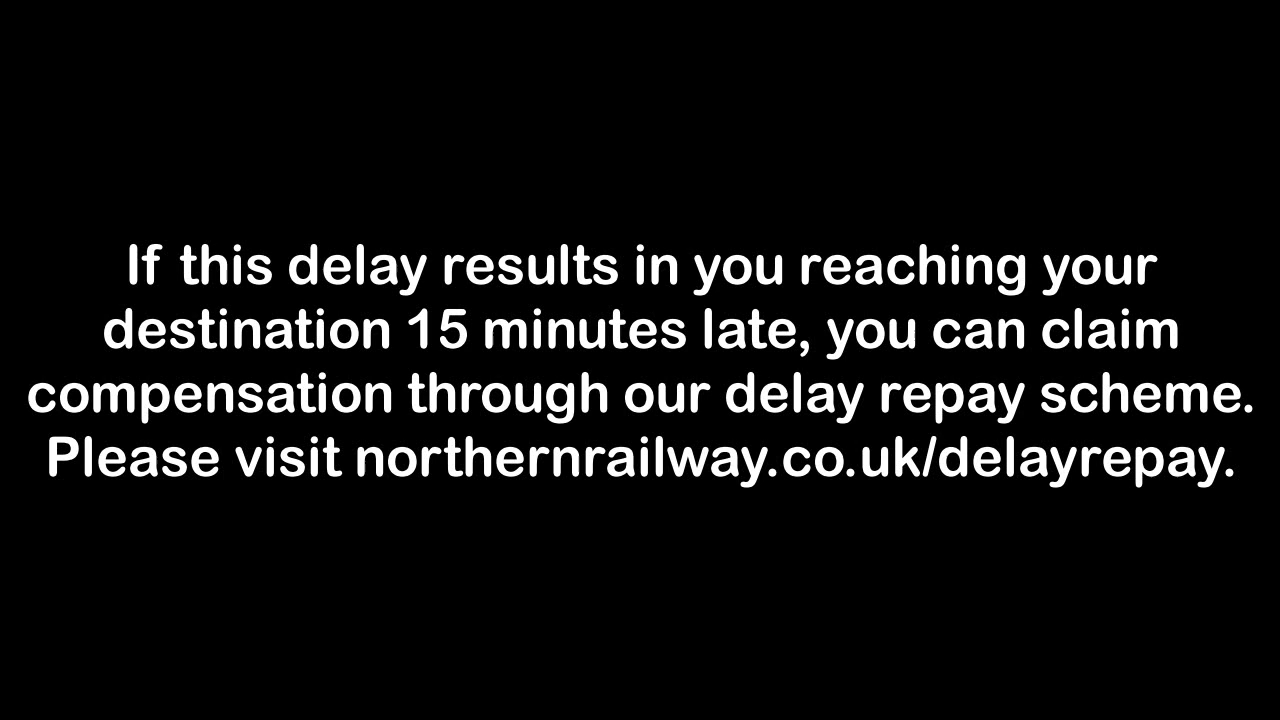 If this delay results in you reaching your
destination 15 minutes late, you can claim
compensation through our delay repay scheme.
Please visit northernrailway.co.uk/delayrepay.